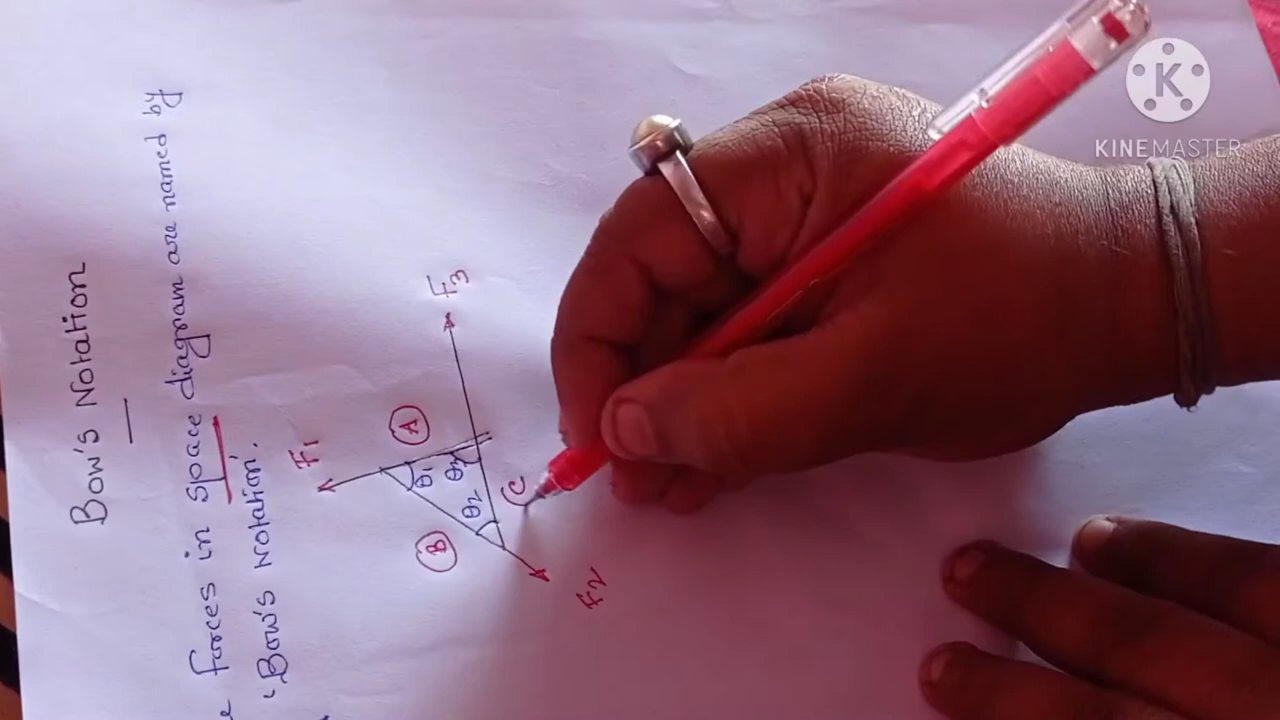 Bow's Notation
forces in space diagram are named by
'Bow's Notation'.
F1
A
F3
θ1
θ3
θ2
B
C
F2
K
KINEMASTER